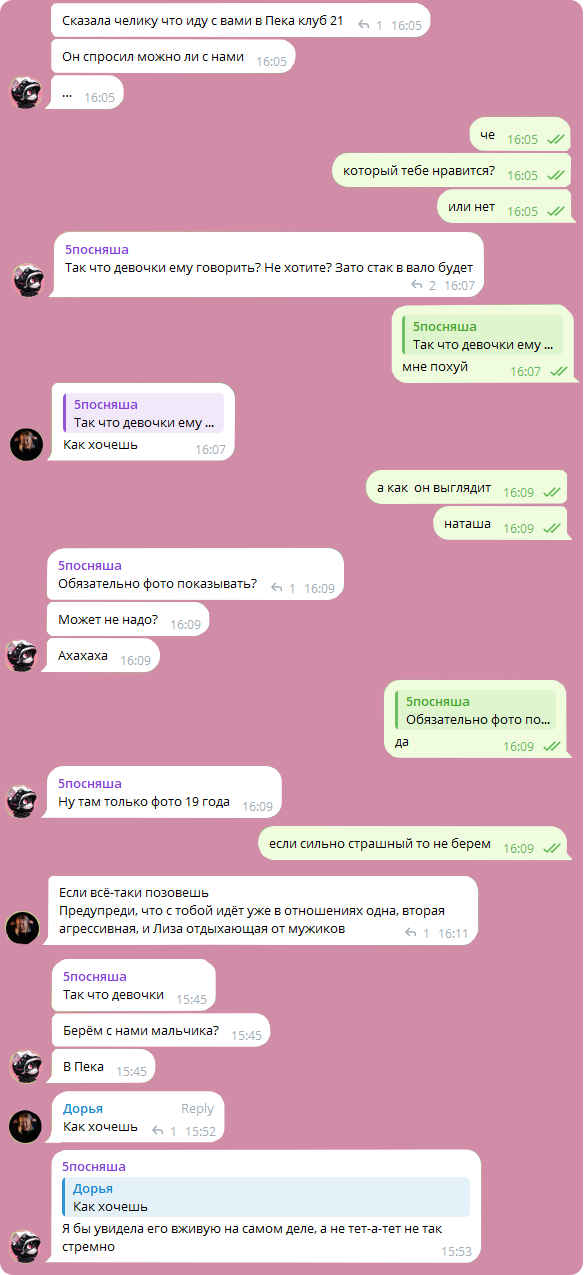 Сказала челику что иду с вами в Пека клуб 21 1 16:05
Он спросил можно ли с нами 16:05
... 16:05
че 16:05
который тебе нравится? 16:05
или нет 16:05
5посняша
Так что девочки ему говорить? Не хотите? Зато стак в вало будет
2 16:07
5посняша
Так что девочки ему ...
мне похуй 16:07
5посняша
Так что девочки ему ...
Как хочешь 16:07
а как он выглядит 16:09
наташа 16:09
5посняша
Обязательно фото показывать? 1 16:09
Может не надо? 16:09
Ахахаха 16:09
5посняша
Обязательно фото по...
да 16:09
5посняша
Ну там только фото 19 года 16:09
если сильно страшный то не берем 16:09
Если всё-таки позовешь
Предупреди, что с тобой идёт уже в отношениях одна, вторая
агрессивная, и Лиза отдыхающая от мужиков 1 16:11
5посняша
Так что девочки 15:45
Берём с нами мальчика? 15:45
В Пека 15:45
Дорья Reply
Как хочешь 1 15:52
5посняша
Дорья
Как хочешь
Я бы увидела его вживую на самом деле, а не тет-а-тет не так
стремно 15:53